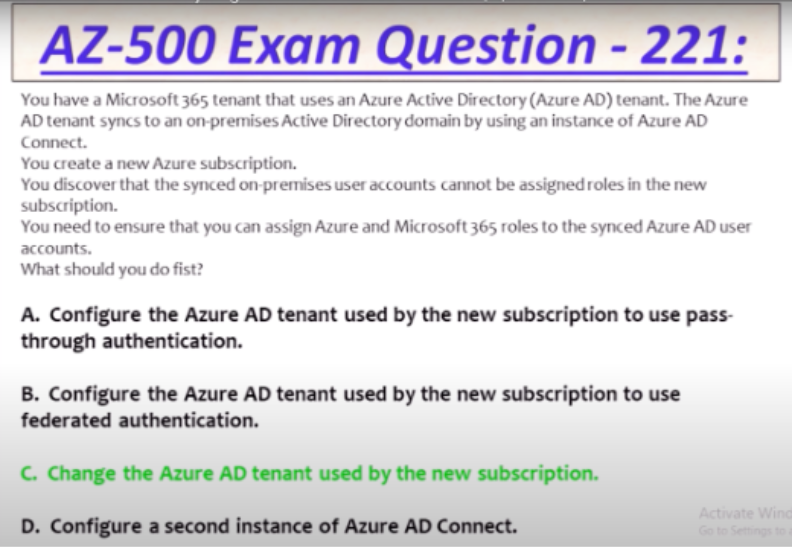 AZ-500 Exam Question - 221:
You have a Microsoft 365 tenant that uses an Azure Active Directory (Azure AD) tenant. The Azure
AD tenant syncs to an on-premises Active Directory domain by using an instance of Azure AD
Connect.
You create a new Azure subscription.
You discover that the synced on-premises user accounts cannot be assigned roles in the new
subscription.
You need to ensure that you can assign Azure and Microsoft 365 roles to the synced Azure AD user
accounts.
What should you do fist?
A. Configure the Azure AD tenant used by the new subscription to use pass-
through authentication.
B. Configure the Azure AD tenant used by the new subscription to use
federated authentication.
C. Change the Azure AD tenant used by the new subscription.
D. Configure a second instance of Azure AD Connect.
Activate Wind
Go to Settings to